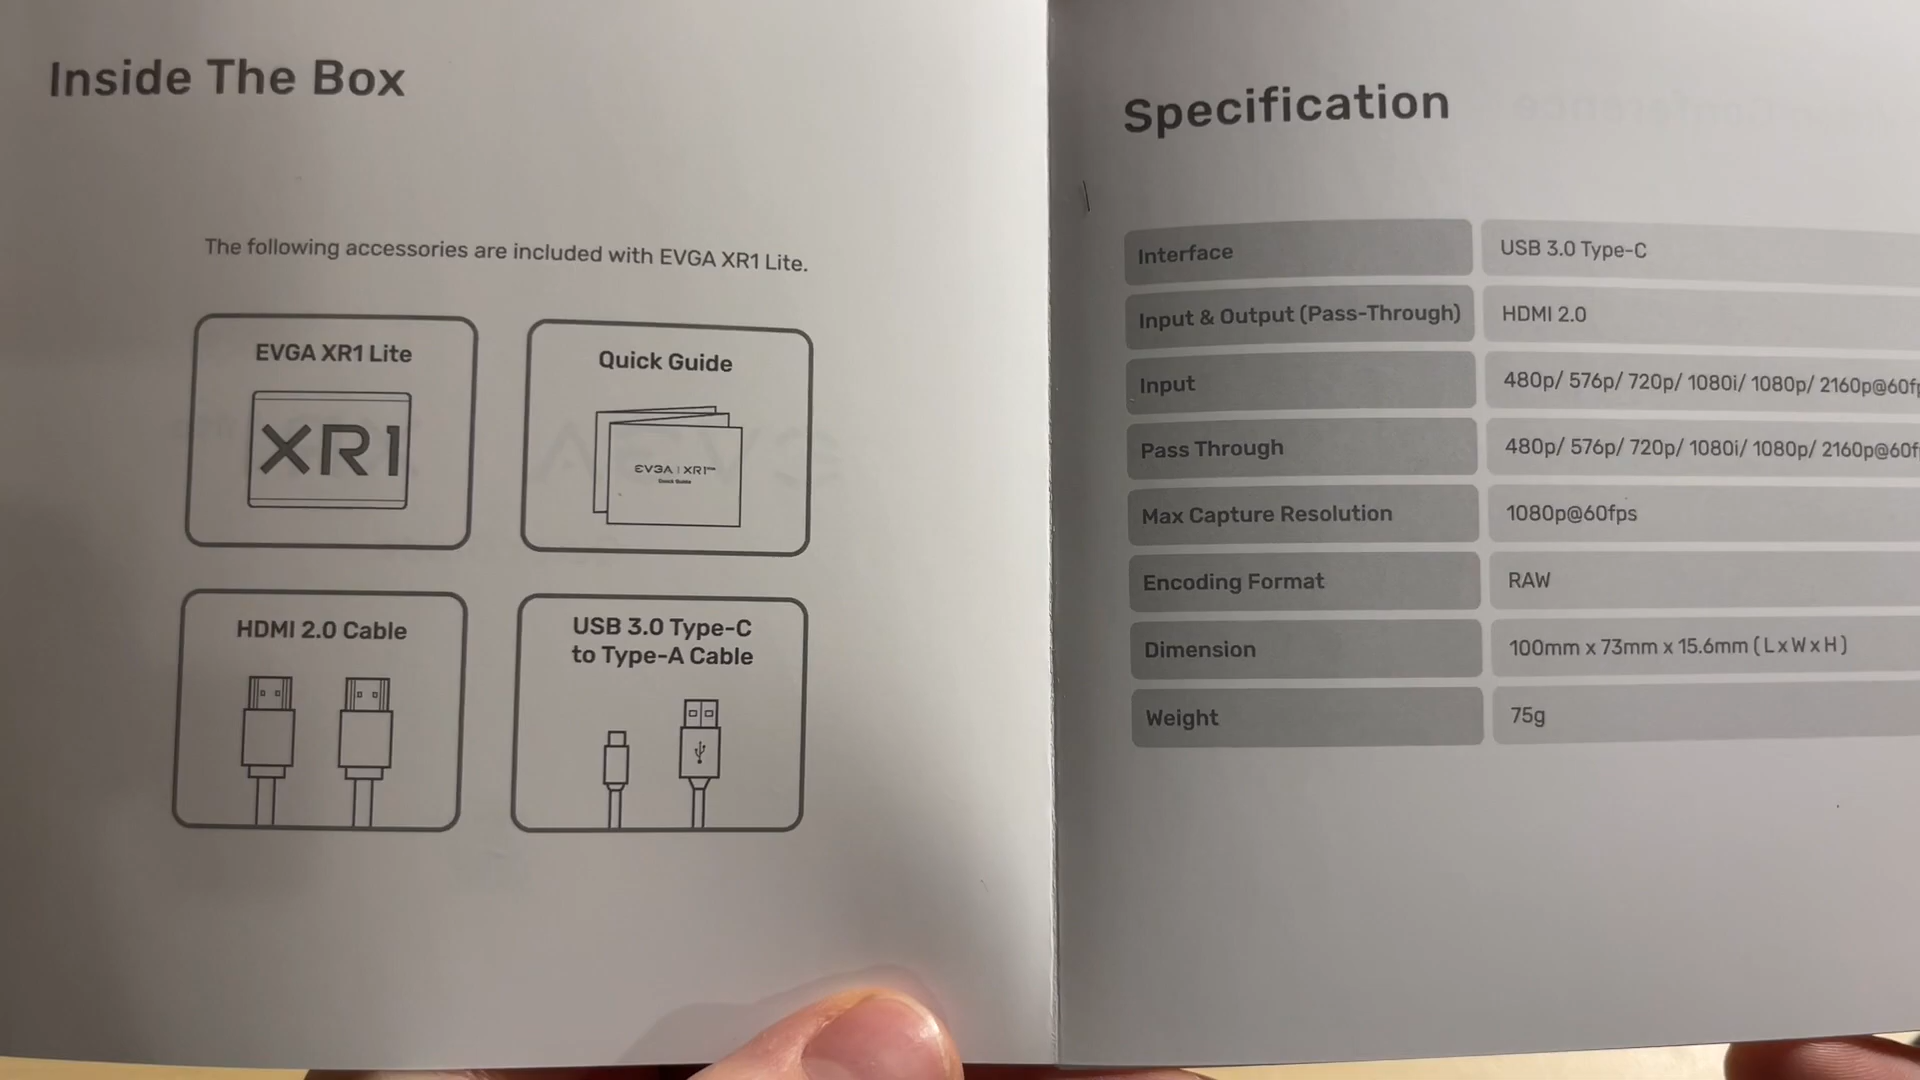 Inside The Box
The following accessories are included with EVGA XR1 Lite.
EVGA XR1 Lite
XR1
Quick Guide
EVGA | XR1
Quick Guide
HDMI 2.0 Cable
USB 3.0 Type-C
to Type-A Cable
Specification
Interface USB 3.0 Type-C
Input & Output (Pass-Through) HDMI 2.0
Input 480p/ 576p/ 720p/ 1080i/ 1080p/ 2160p@60f
Pass Through 480p/ 576p/ 720p/ 1080i/ 1080p/ 2160p@60f
Max Capture Resolution 1080p@60fps
Encoding Format RAW
Dimension 100mm x 73mm x 15.6mm ( L x W x H )
Weight 75g